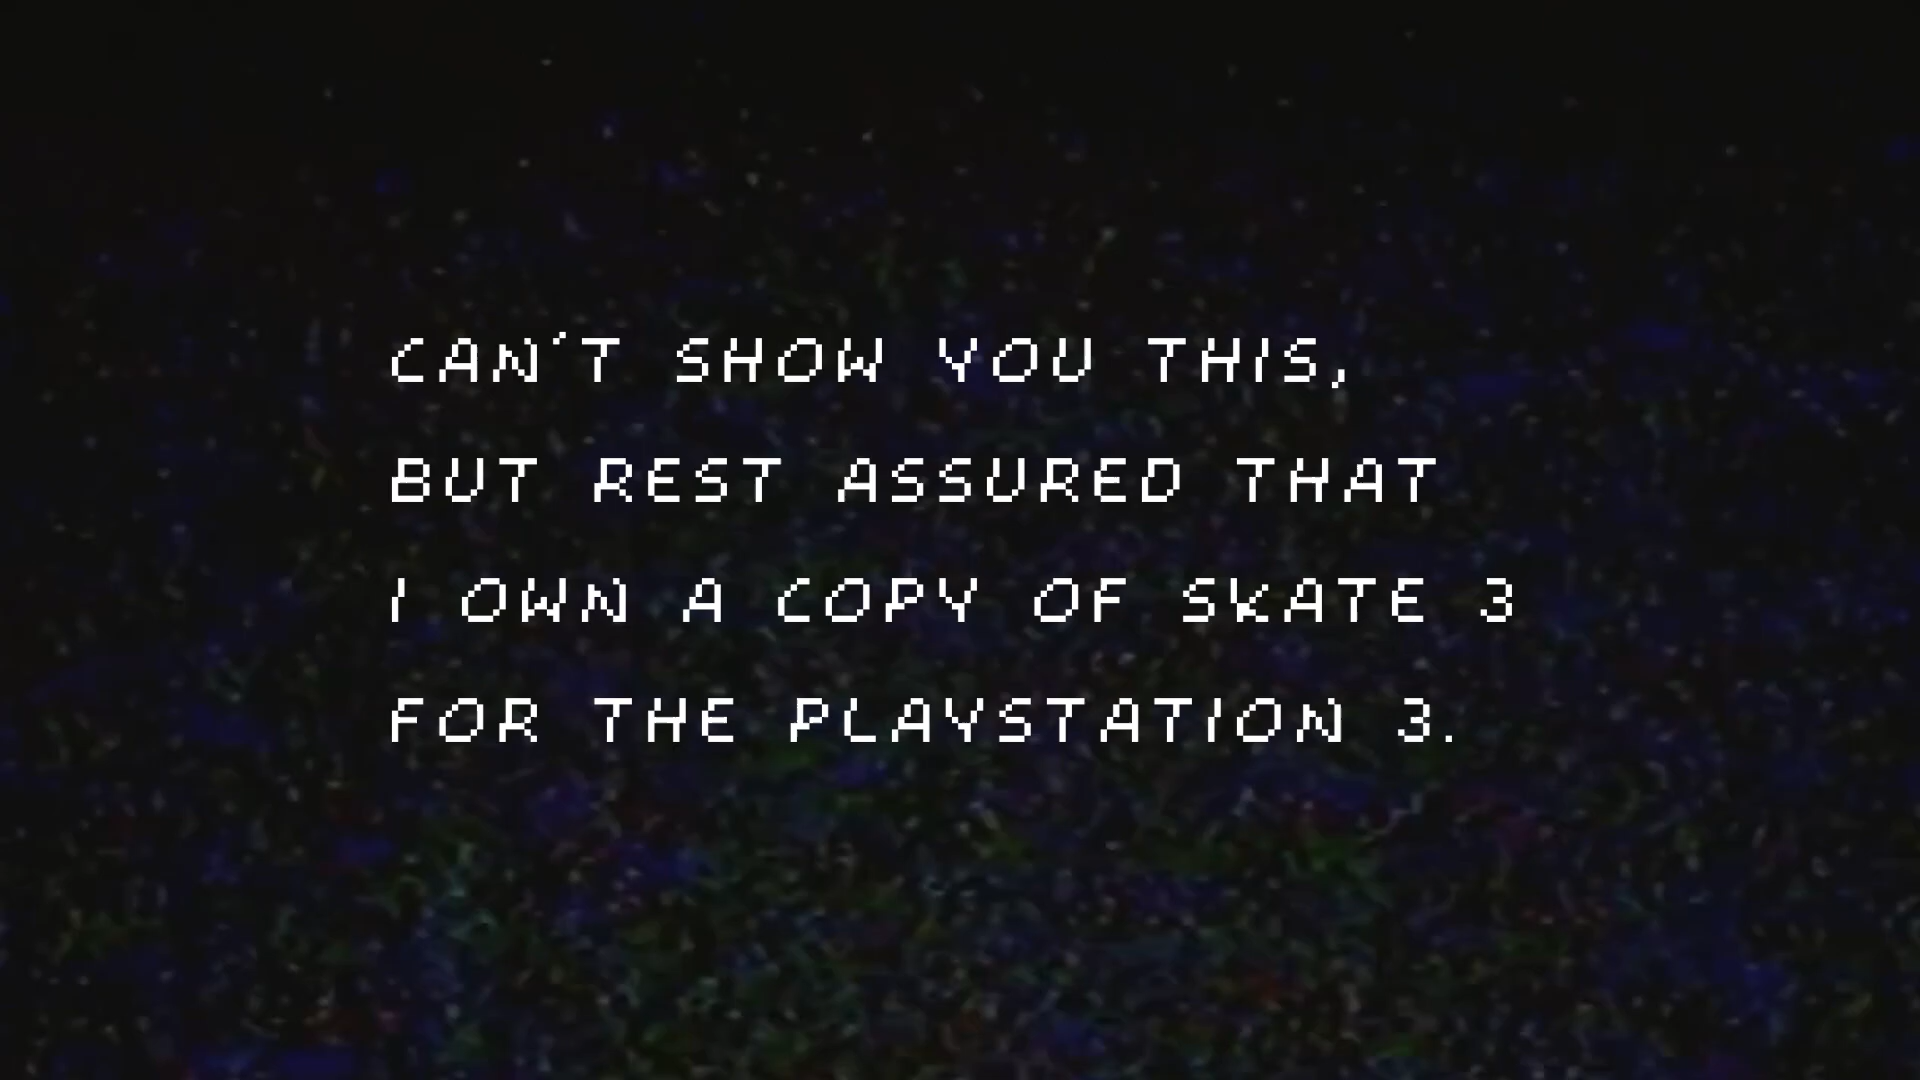 CAN'T SHOW YOU THIS,
BUT REST ASSURED THAT
I OWN A COPY OF SKATE 3
FOR THE PLAYSTATION 3.